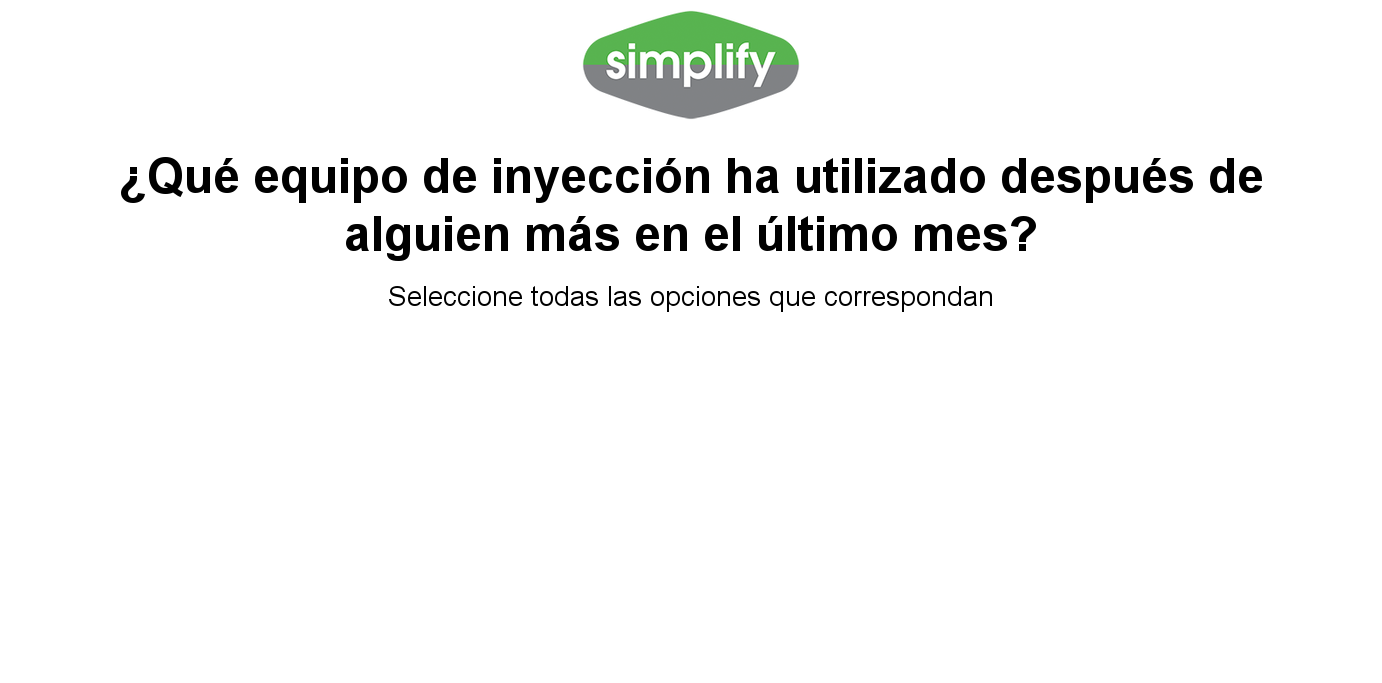 simplify
¿Qué equipo de inyección ha utilizado después de
alguien más en el último mes?
Seleccione todas las opciones que correspondan